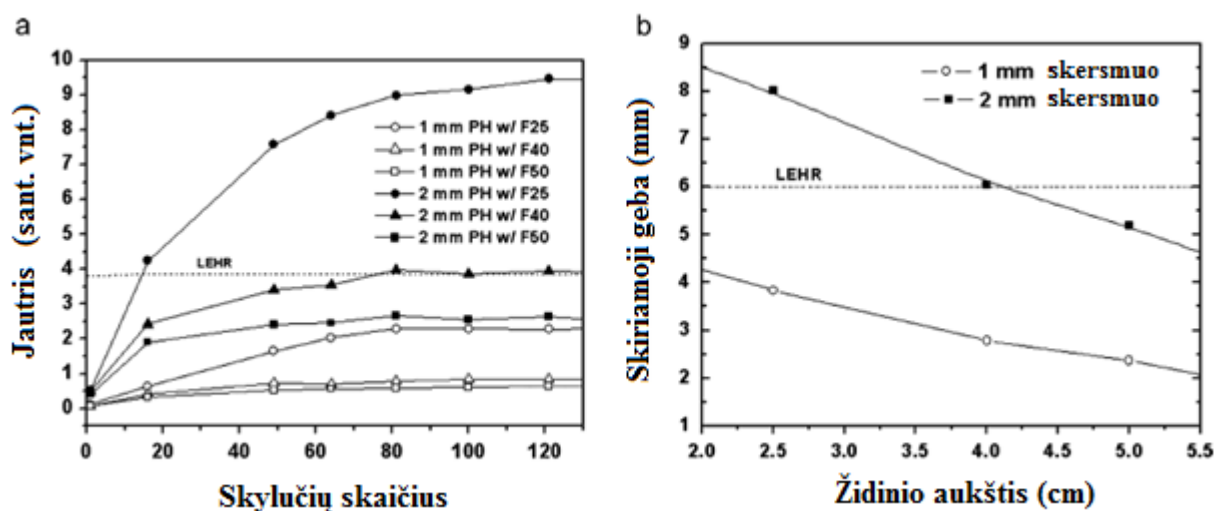 a
10
9
8
7
6
5
4
3
2
1
0
Jautris (sant. vnt.)
LEHR
1 mm PH w/ F25
1 mm PH w/ F40
1 mm PH w/ F50
2 mm PH w/ F25
2 mm PH w/ F40
2 mm PH w/ F50
0 20 40 60 80 100 120
Skylučių skaičius
b
9
8
7
6
5
4
3
2
1
Skiriamoji geba (mm)
1 mm skersmuo
2 mm skersmuo
LEHR
2.0 2.5 3.0 3.5 4.0 4.5 5.0 5.5
Židinio aukštis (cm)